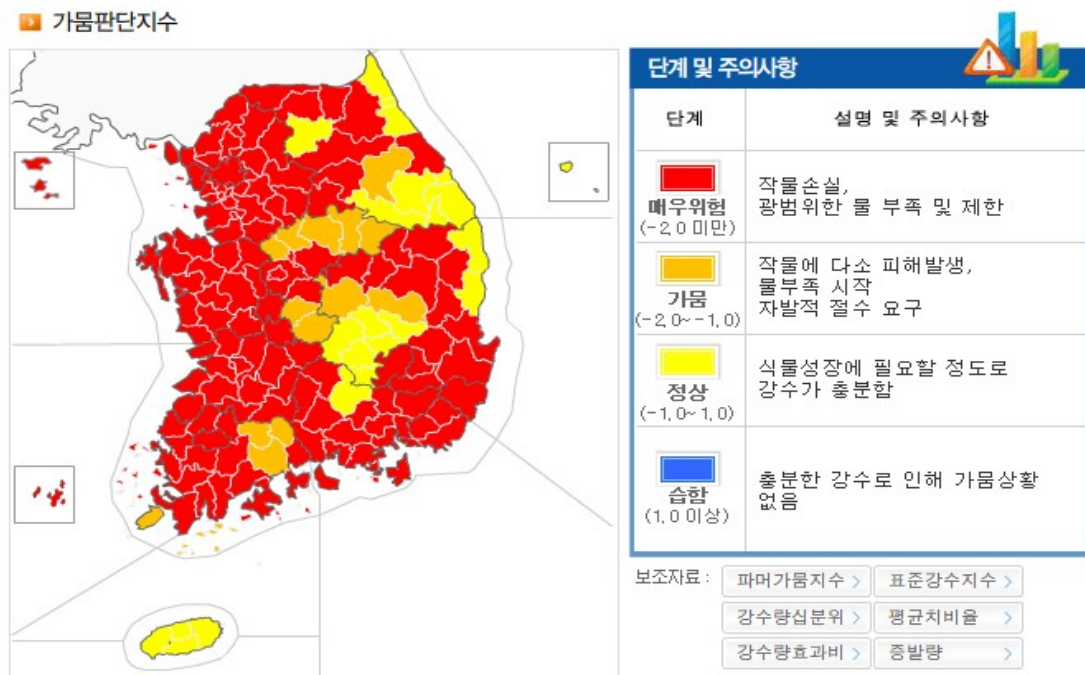 가뭄판단지수
단계 및 주의사항
단계
설명 및 주의사항
매우위험
(-2.0 미만)
작물손실,
광범위한 물 부족 및 제한
가뭄
(-2.0~-1.0)
작물에 다소 피해발생,
물부족 시작
자발적 절수 요구
정상
(-1.0~1.0)
식물성장에 필요할 정도로
강수가 충분함
습함
(1.0 이상)
충분한 강수로 인해 가뭄상황
없음
보조자료 :
파머가뭄지수 >
표준강수지수 >
강수량십분위 >
평균치비율 >
강수량효과비 >
증발량 >